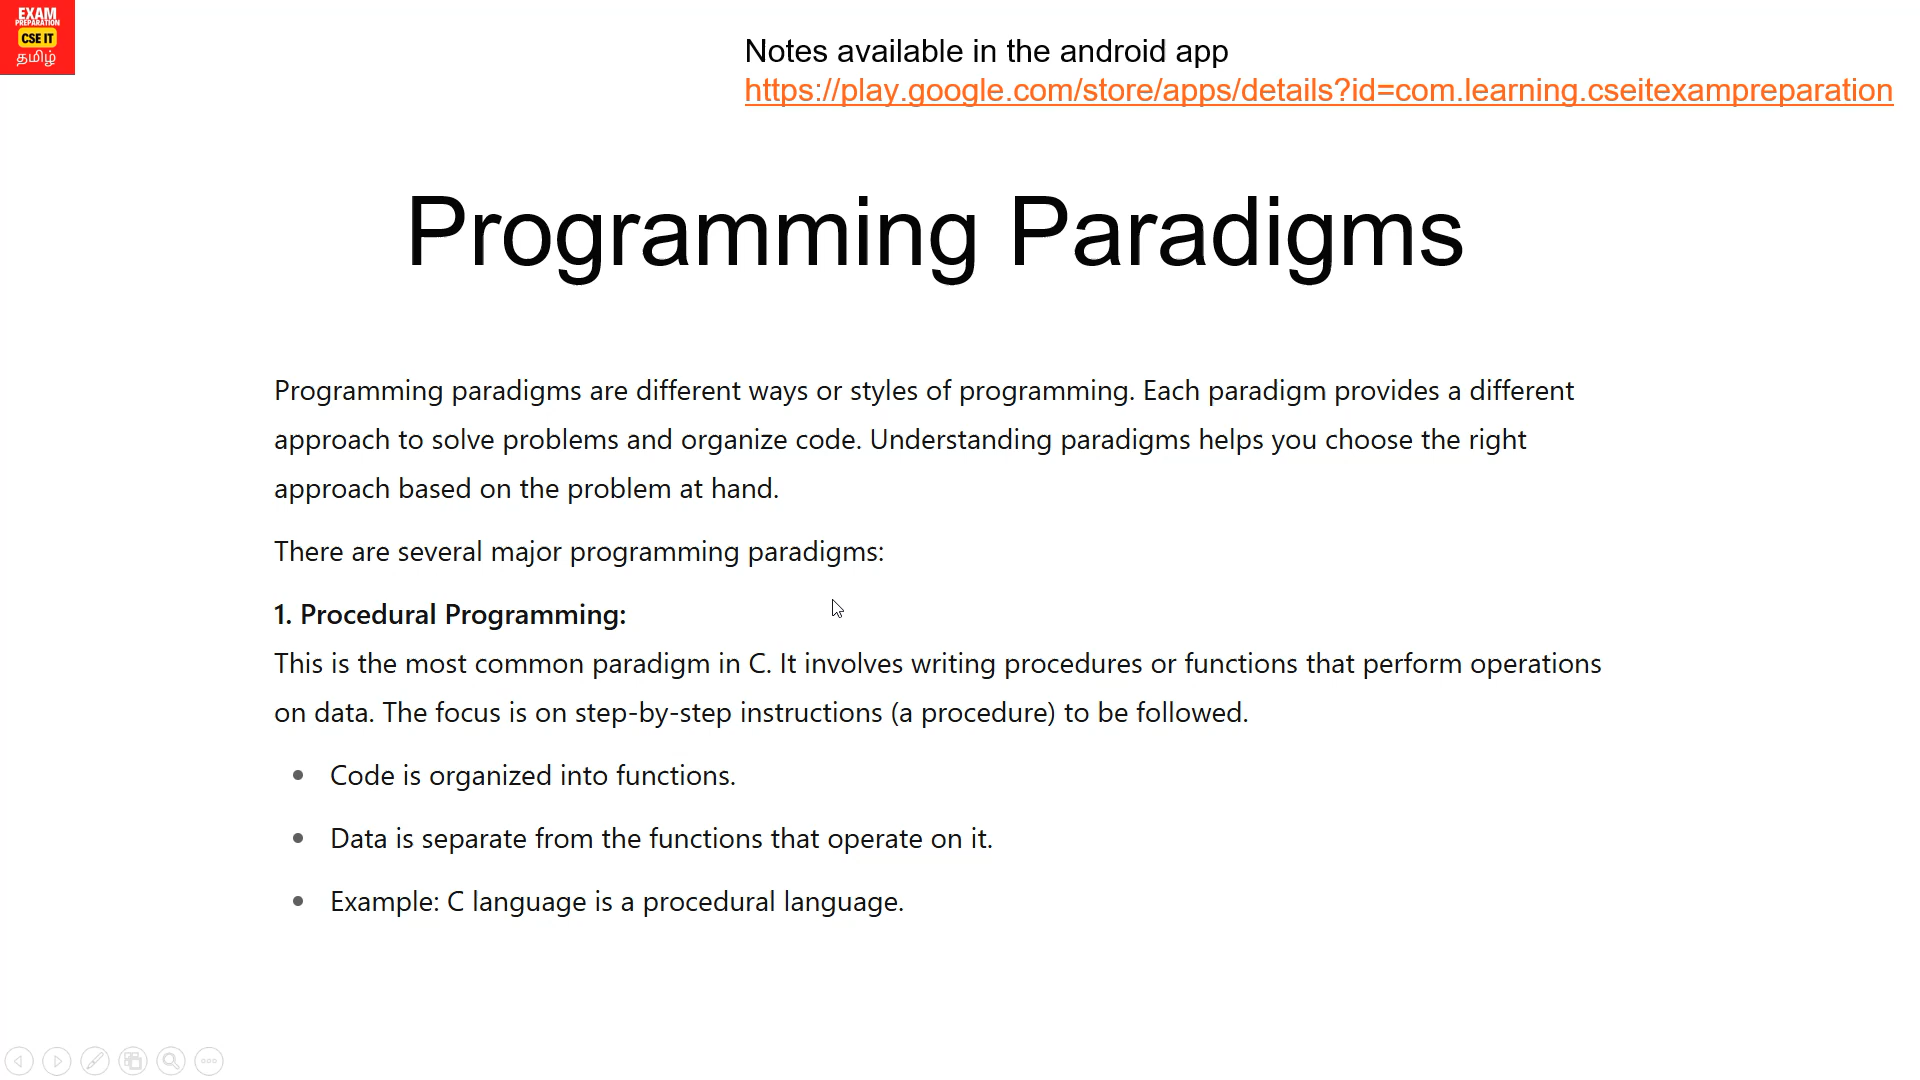 EXAM
PREPARATION
CSE IT
தமிழ்
Notes available in the android app
https://play.google.com/store/apps/details?id=com.learning.cseitexampreparation
Programming Paradigms
Programming paradigms are different ways or styles of programming. Each paradigm provides a different
approach to solve problems and organize code. Understanding paradigms helps you choose the right
approach based on the problem at hand.
There are several major programming paradigms:
1. Procedural Programming:
This is the most common paradigm in C. It involves writing procedures or functions that perform operations
on data. The focus is on step-by-step instructions (a procedure) to be followed.
• Code is organized into functions.
• Data is separate from the functions that operate on it.
• Example: C language is a procedural language.